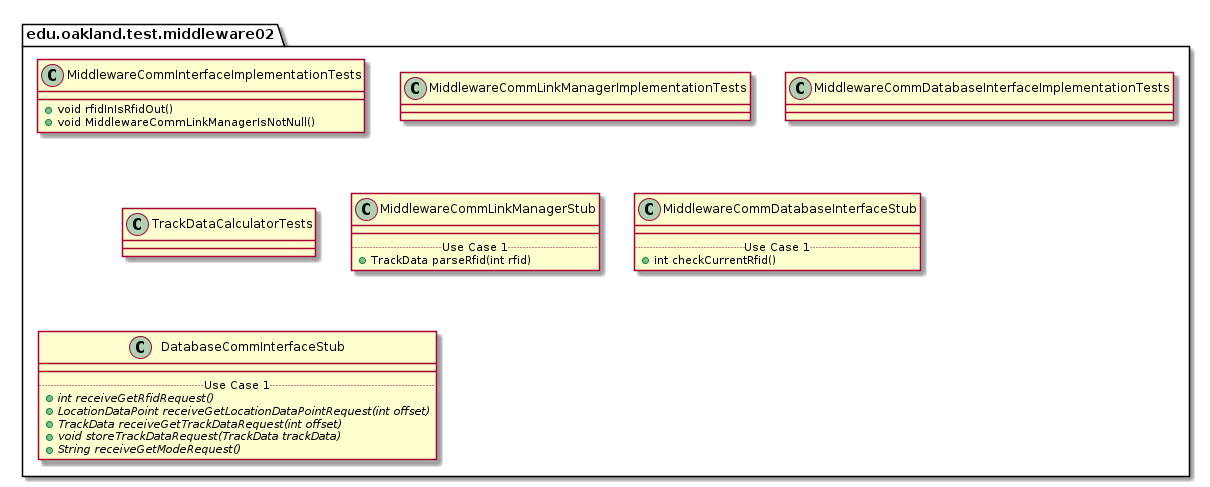 edu.oakland.test.middleware02
C MiddlewareCommInterfaceImplementationTests
void rfidInIsRfidOut()
void MiddlewareCommLinkManagerIsNotNull()
C MiddlewareCommLinkManagerImplementationTests
C MiddlewareCommDatabaseInterfaceImplementationTests
C TrackDataCalculatorTests
C MiddlewareCommLinkManagerStub
Use Case 1
TrackData parseRfid(int rfid)
C MiddlewareCommDatabaseInterfaceStub
Use Case 1
int checkCurrentRfid()
C DatabaseCommInterfaceStub
Use Case 1
int receiveGetRfidRequest()
LocationDataPoint receiveGetLocationDataPointRequest(int offset)
TrackData receiveGetTrackDataRequest(int offset)
void storeTrackDataRequest(TrackData trackData)
String receiveGetModeRequest()